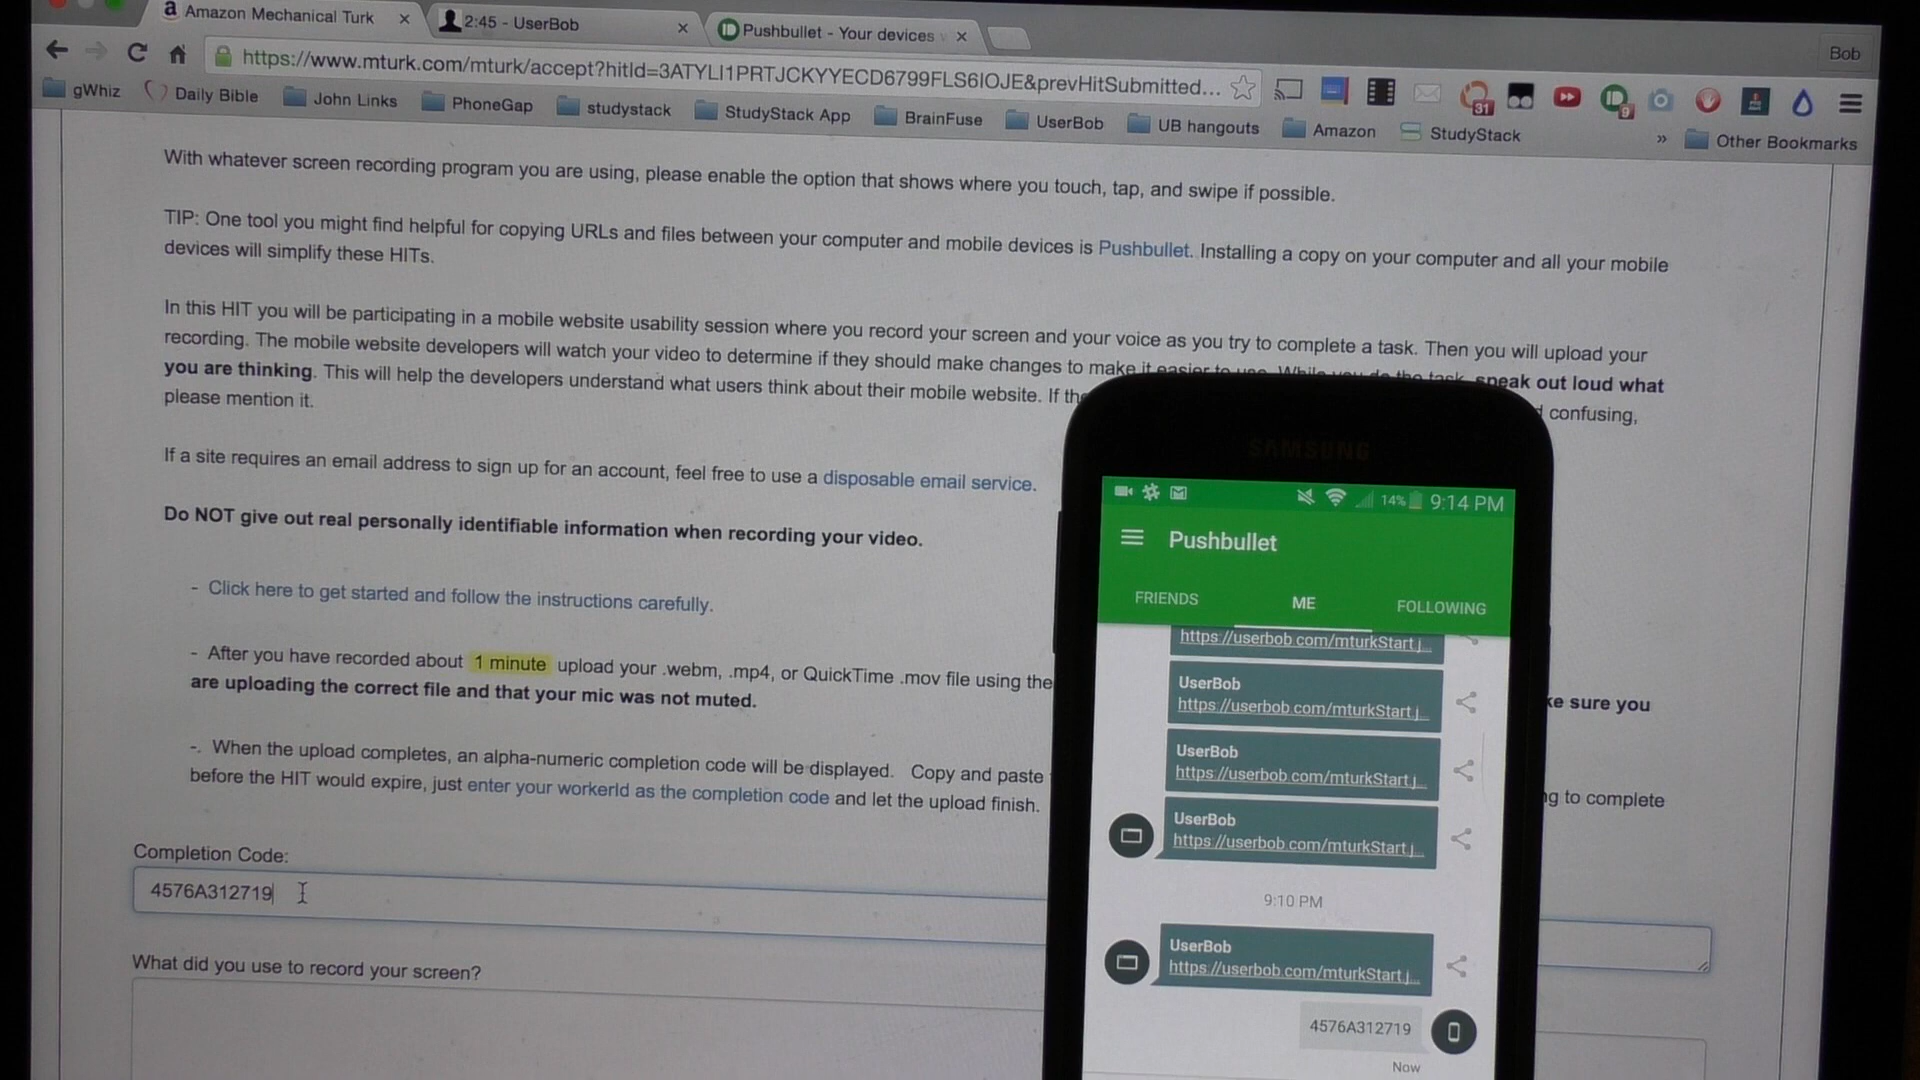 Amazon Mechanical Turk
2:45 - UserBob
Pushbullet - Your devices
Bob
https://www.mturk.com/mturk/accept?hitId=3ATYLI1PRTJCKYYECD6799FLS6IOJE&prevHitSubmitted...
31
9
gWhiz Daily Bible John Links PhoneGap studystack StudyStack App BrainFuse UserBob UB hangouts Amazon StudyStack » Other Bookmarks
With whatever screen recording program you are using, please enable the option that shows where you touch, tap, and swipe if possible.
TIP: One tool you might find helpful for copying URLs and files between your computer and mobile devices is Pushbullet. Installing a copy on your computer and all your mobile
devices will simplify these HITs.
In this HIT you will be participating in a mobile website usability session where you record your screen and your voice as you try to complete a task. Then you will upload your
recording. The mobile website developers will watch your video to determine if they should make changes to make it easier to use. While you do the task, speak out loud what
you are thinking. This will help the developers understand what users think about their mobile website. If the confusing,
please mention it.
If a site requires an email address to sign up for an account, feel free to use a disposable email service.
Do NOT give out real personally identifiable information when recording your video.
- Click here to get started and follow the instructions carefully.
- After you have recorded about 1 minute upload your .webm, .mp4, or QuickTime .mov file using the ke sure you
are uploading the correct file and that your mic was not muted.
-. When the upload completes, an alpha-numeric completion code will be displayed. Copy and paste
before the HIT would expire, just enter your workerId as the completion code and let the upload finish. ng to complete
Completion Code:
4576A312719
What did you use to record your screen?
SAMSUNG
14% 9:14 PM
Pushbullet
FRIENDS ME FOLLOWING
https://userbob.com/mturkStart.j...
UserBob
https://userbob.com/mturkStart.j...
UserBob
https://userbob.com/mturkStart.j...
UserBob
https://userbob.com/mturkStart.j...
9:10 PM
UserBob
https://userbob.com/mturkStart.j...
4576A312719
Now